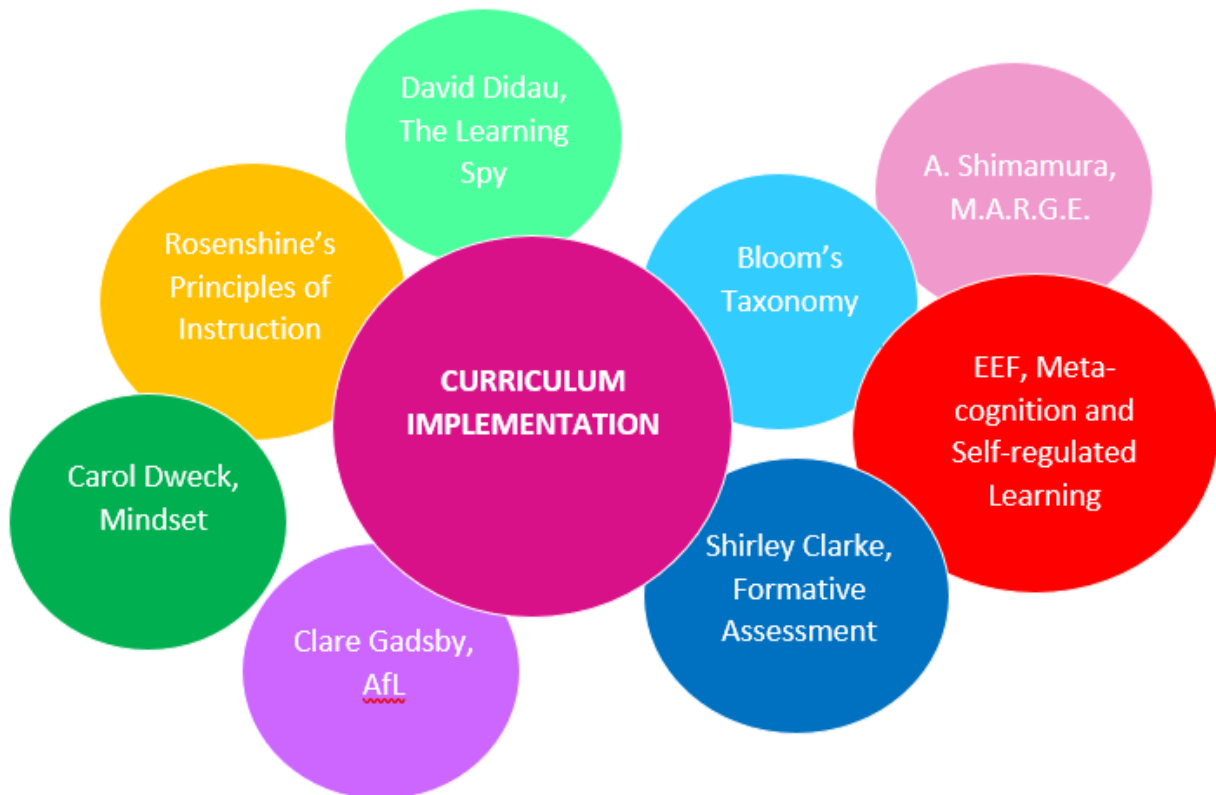 David Didau,
The Learning
Spy
A. Shimamura,
M.A.R.G.E.
Rosenshine’s
Principles of
Instruction
Bloom’s
Taxonomy
CURRICULUM
IMPLEMENTATION
EEF, Meta-
cognition and
Self-regulated
Learning
Carol Dweck,
Mindset
Shirley Clarke,
Formative
Assessment
Clare Gadsby,
AfL